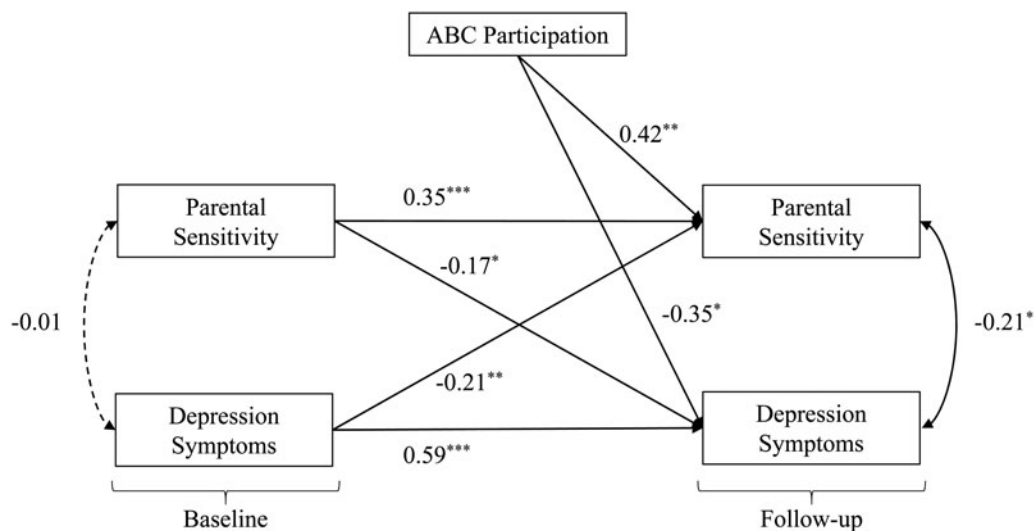 ABC Participation
0.42**
Parental
Sensitivity
0.35***
Parental
Sensitivity
-0.17*
-0.01
-0.35*
-0.21*
-0.21**
Depression
Symptoms
0.59***
Depression
Symptoms
Baseline
Follow-up